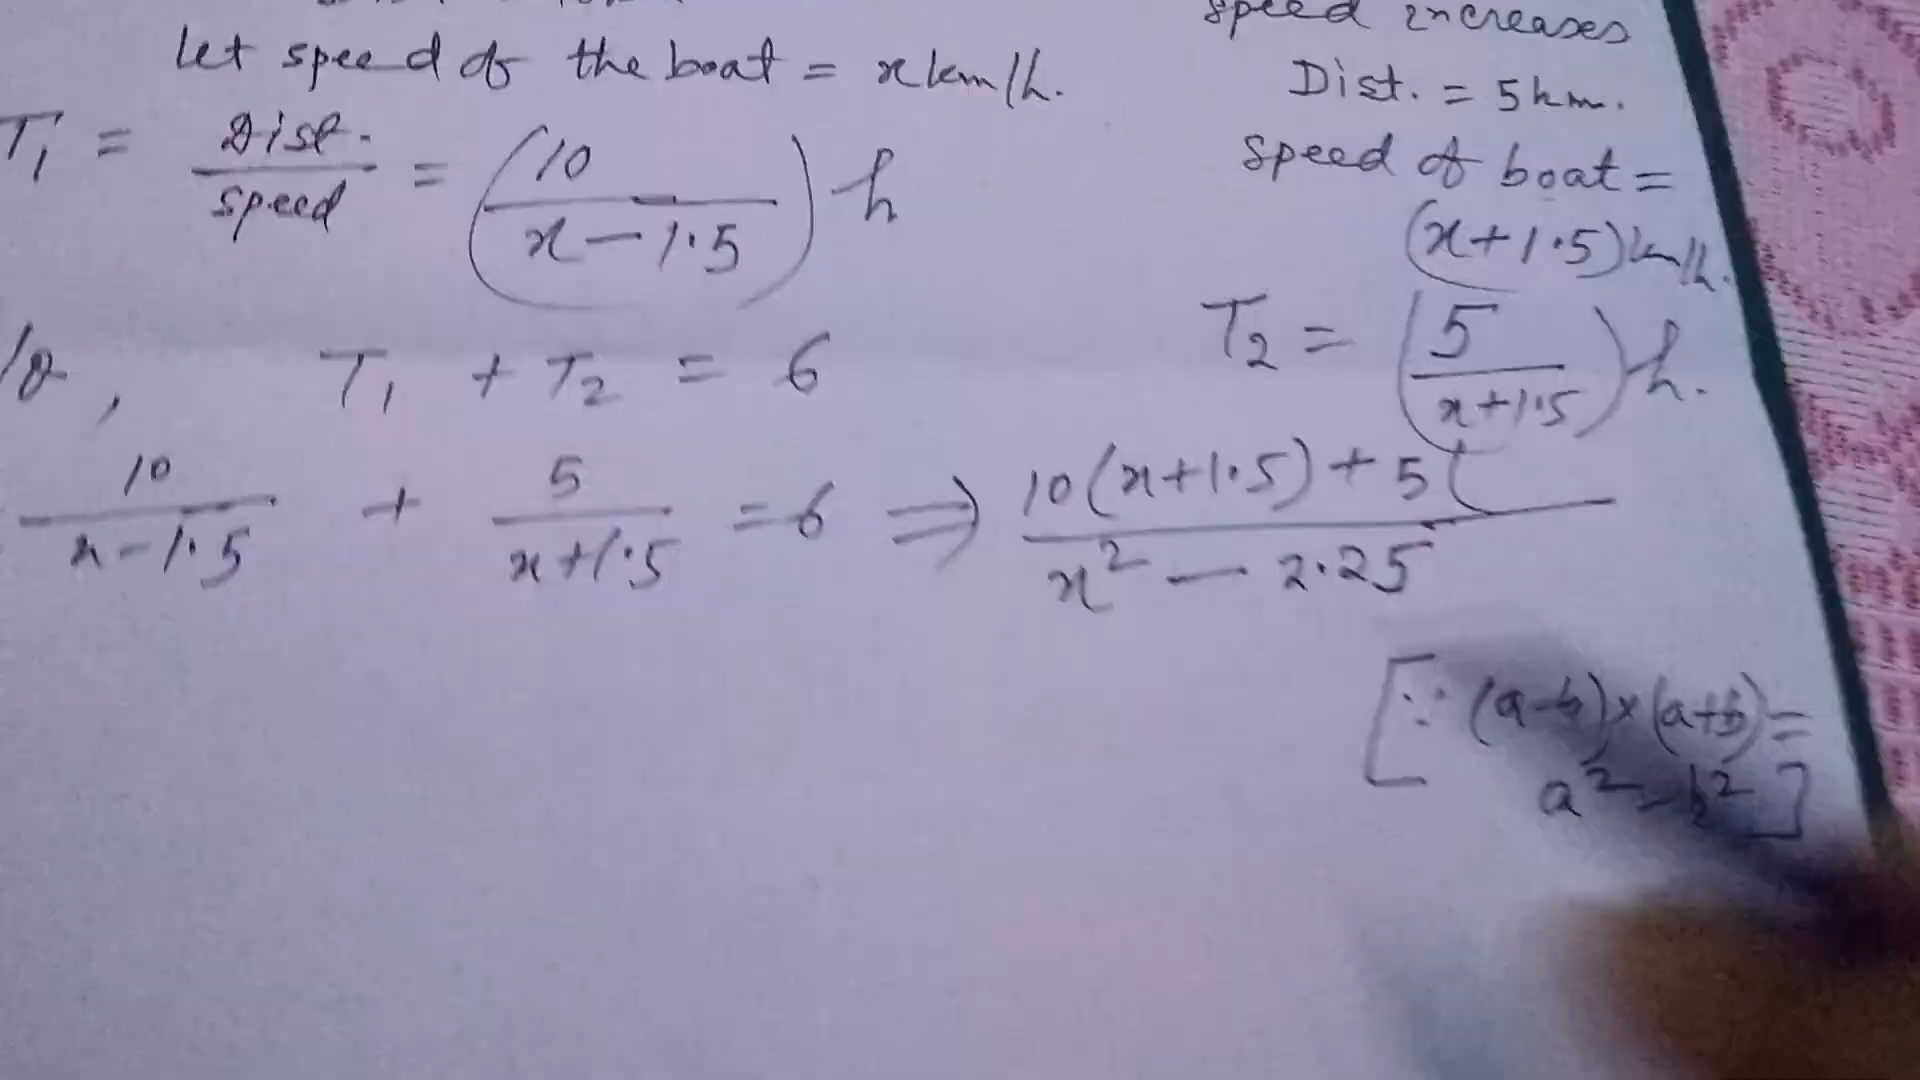 let speed of the boat = x km/h.
T₁ = Dist./speed = (10/(x-1.5)) h
speed increases
Dist. = 5 km.
speed of boat =
(x+1.5) km/h.
T₂ = (5/(x+1.5)) h.
T₁ + T₂ = 6
10/(x-1.5) + 5/(x+1.5) = 6 ⇒ 10(x+1.5)+5(
x² - 2.25
[∵ (a-b)×(a+b) =
a²-b²]